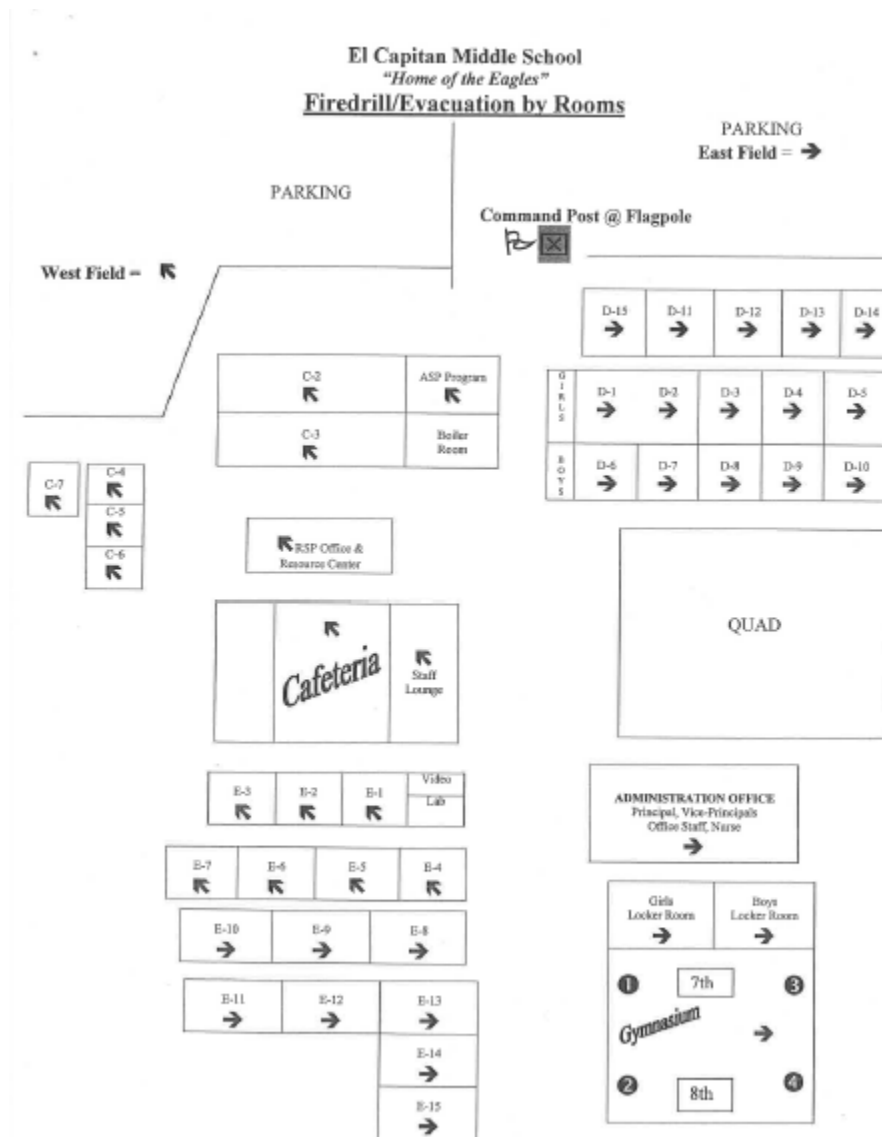 El Capitan Middle School
"Home of the Eagles"
Firedrill/Evacuation by Rooms
PARKING
East Field =
PARKING
Command Post @ Flagpole
West Field =
D-15 D-11 D-12 D-13 D-14
C-2 ASP Program
GIRLS D-1 D-2 D-3 D-4 D-5
C-3 Boiler
Room
BOYS D-6 D-7 D-8 D-9 D-10
C-7 C-4
C-5
C-6
RSP Office &
Resource Center
QUAD
Cafeteria
Staff
Lounge
E-3 E-2 E-1 Video
Lab
ADMINISTRATION OFFICE
Principal, Vice-Principals
Office Staff, Nurse
E-7 E-6 E-5 E-4
Girls
Locker Room
Boys
Locker Room
E-10 E-9 E-8
1 7th 3
E-11 E-12 E-13
Gymnasium
E-14
2 8th 4
E-15